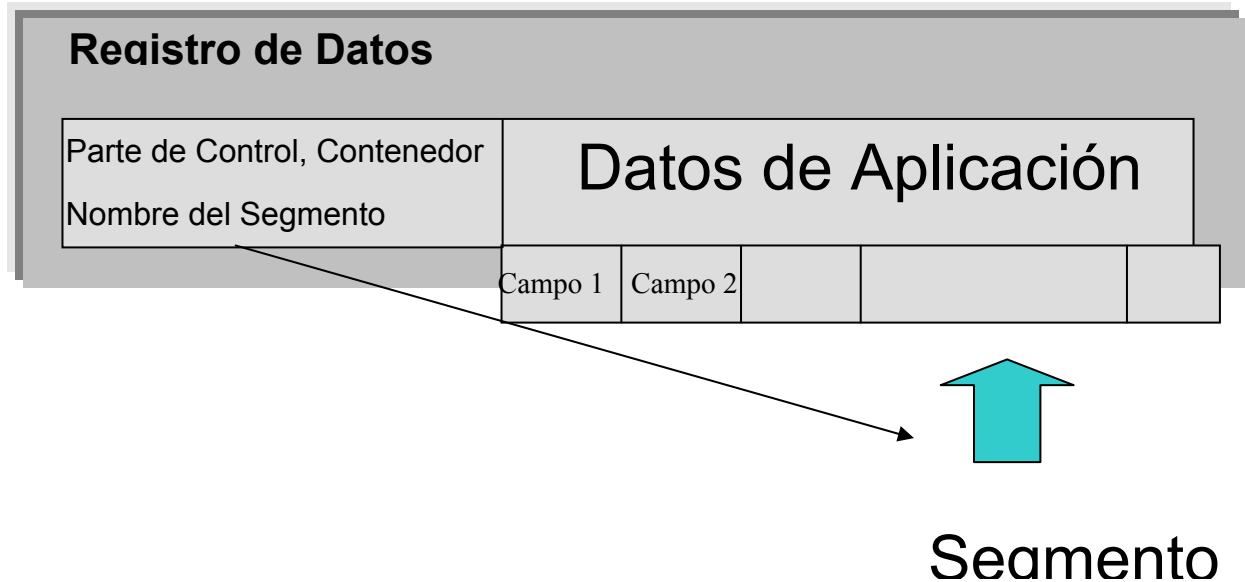 Registro de Datos
Parte de Control, Contenedor
Nombre del Segmento
Datos de Aplicación
Campo 1
Campo 2
Segmento